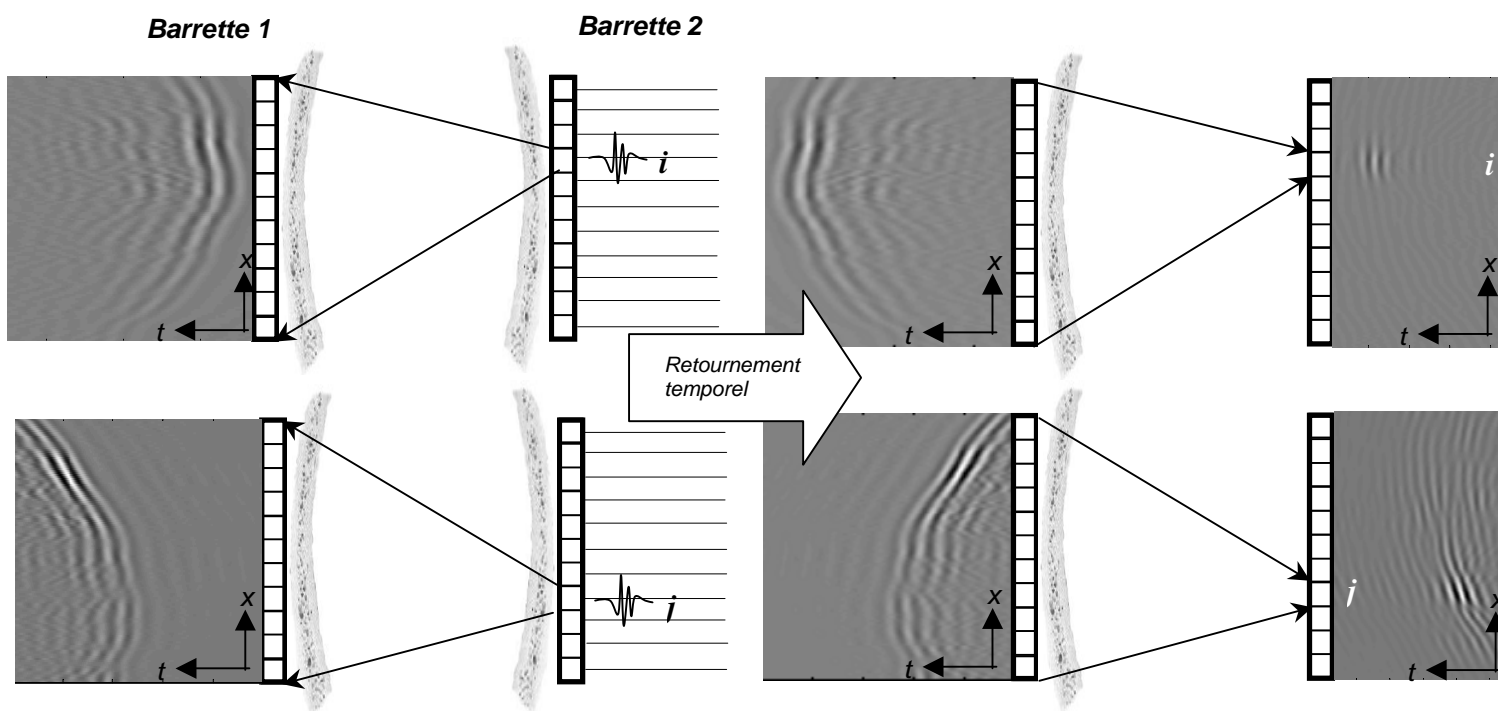 Barrette 1
Barrette 2
i
i
x
t
x
t
x
t
Retournement
temporel
j
j
x
t
x
t
x
t